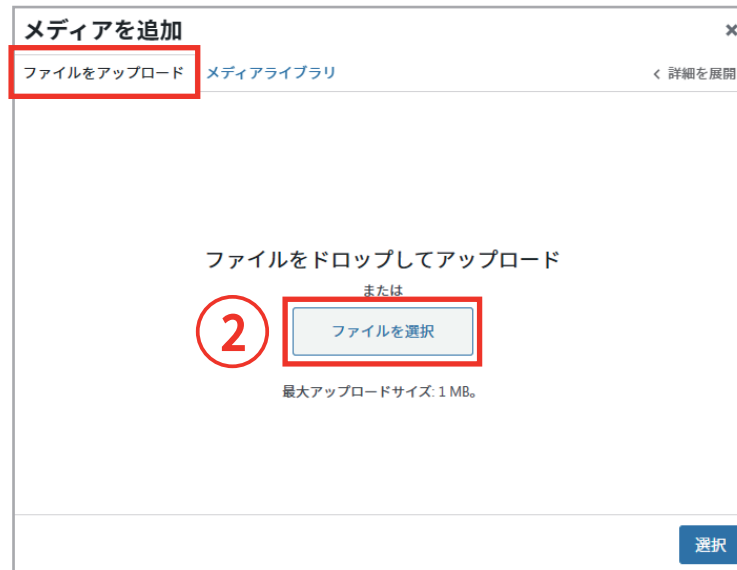 メディアを追加
×
ファイルをアップロード メディアライブラリ
< 詳細を展開
ファイルをドロップしてアップロード
または
② ファイルを選択
最大アップロードサイズ: 1 MB。
選択